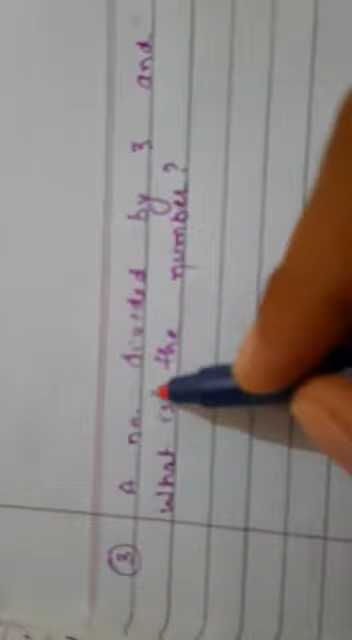 ③ A no. divided by 3 and
What is the number?